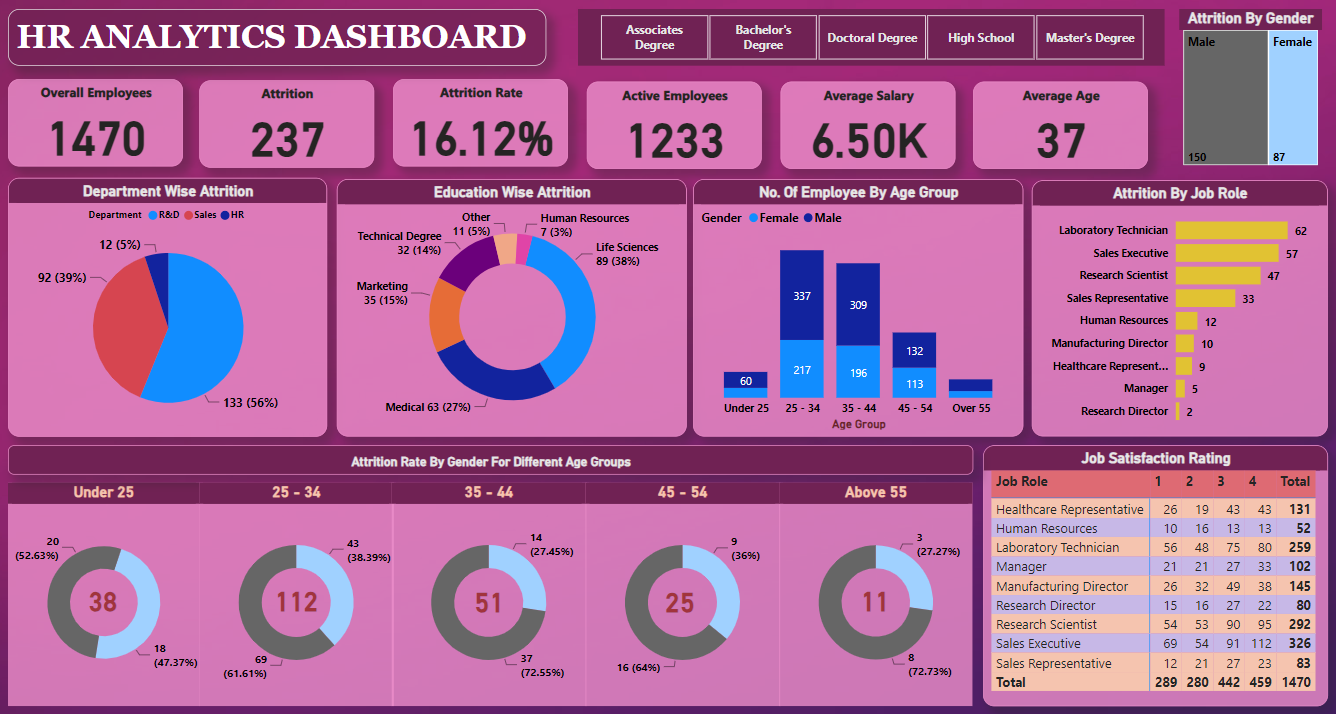 HR ANALYTICS DASHBOARD
Associates
Degree
Bachelor's
Degree
Doctoral Degree
High School
Master's Degree
Attrition By Gender
Male
Female
150
87
Overall Employees
1470
Attrition
237
Attrition Rate
16.12%
Active Employees
1233
Average Salary
6.50K
Average Age
37
Department Wise Attrition
Department R&D Sales HR
12 (5%)
92 (39%)
133 (56%)
Education Wise Attrition
Other
11 (5%)
Human Resources
7 (3%)
Technical Degree
32 (14%)
Life Sciences
89 (38%)
Marketing
35 (15%)
Medical 63 (27%)
No. Of Employee By Age Group
Gender Female Male
337
309
60
217
196
132
113
Under 25
25 - 34
35 - 44
45 - 54
Over 55
Age Group
Attrition By Job Role
Laboratory Technician 62
Sales Executive 57
Research Scientist 47
Sales Representative 33
Human Resources 12
Manufacturing Director 10
Healthcare Represent... 9
Manager 5
Research Director 2
Attrition Rate By Gender For Different Age Groups
Under 25
25 - 34
35 - 44
45 - 54
Above 55
20
(52.63%)
38
18
(47.37%)
43
(38.39%)
112
69
(61.61%)
14
(27.45%)
51
37
(72.55%)
9
(36%)
25
16 (64%)
3
(27.27%)
11
8
(72.73%)
Job Satisfaction Rating
Job Role 1 2 3 4 Total
Healthcare Representative 26 19 43 43 131
Human Resources 10 16 13 13 52
Laboratory Technician 56 48 75 80 259
Manager 21 21 27 33 102
Manufacturing Director 26 32 49 38 145
Research Director 15 16 27 22 80
Research Scientist 54 53 90 95 292
Sales Executive 69 54 91 112 326
Sales Representative 12 21 27 23 83
Total 289 280 442 459 1470